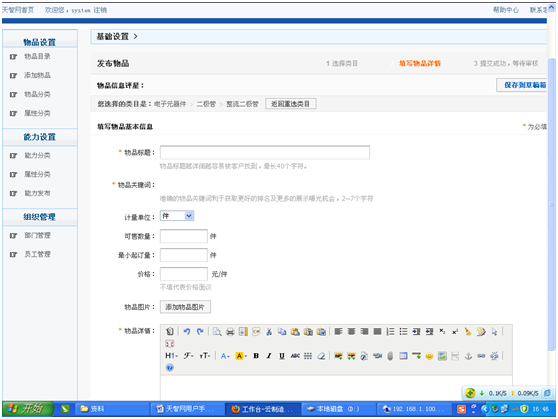 天智网首页 欢迎您,system 注销 帮助中心 联系客
物品设置
物品目录
添加物品
物品分类
属性分类
能力设置
能力分类
属性分类
能力发布
组织管理
部门管理
员工管理
基础设置 >
发布物品 1 选择类目 填写物品详情 3 提交成功,等待审核
物品信息评星: 保存到草稿箱
您选择的类目是:电子元器件 > 二极管 > 整流二极管 返回重选类目
填写物品基本信息 * 为必填
* 物品标题:
物品标题越详细越容易被客户找到,最长40个字符。
* 物品关键词:
准确的物品关键词利于获取更好的排名及更多的展示曝光机会,2~7个字符
计量单位: 件
可售数量: 件
最小起订量: 件
价格: 元/件
不填代表价格面议
物品图片: 添加物品图片
* 物品详情:
H1 T B I U ABC
0.1K/S 0.09K/S
开始 资料 天智网用户手... 工作台-云制造... 本地磁盘 (D:) 192.168.1.100... 16:45